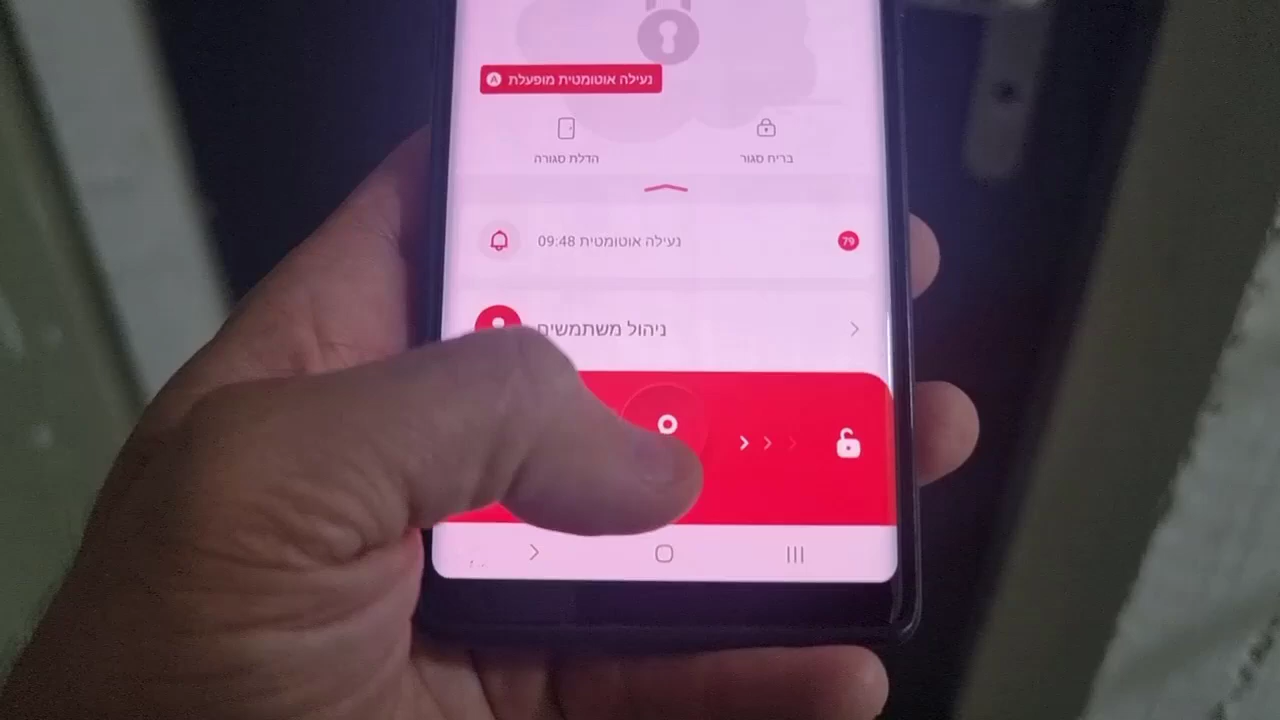 נעילה אוטומטית מופעלת A
בריח סגור
הדלת סגורה
נעילה אוטומטית 09:48
79
ניהול משתמשים